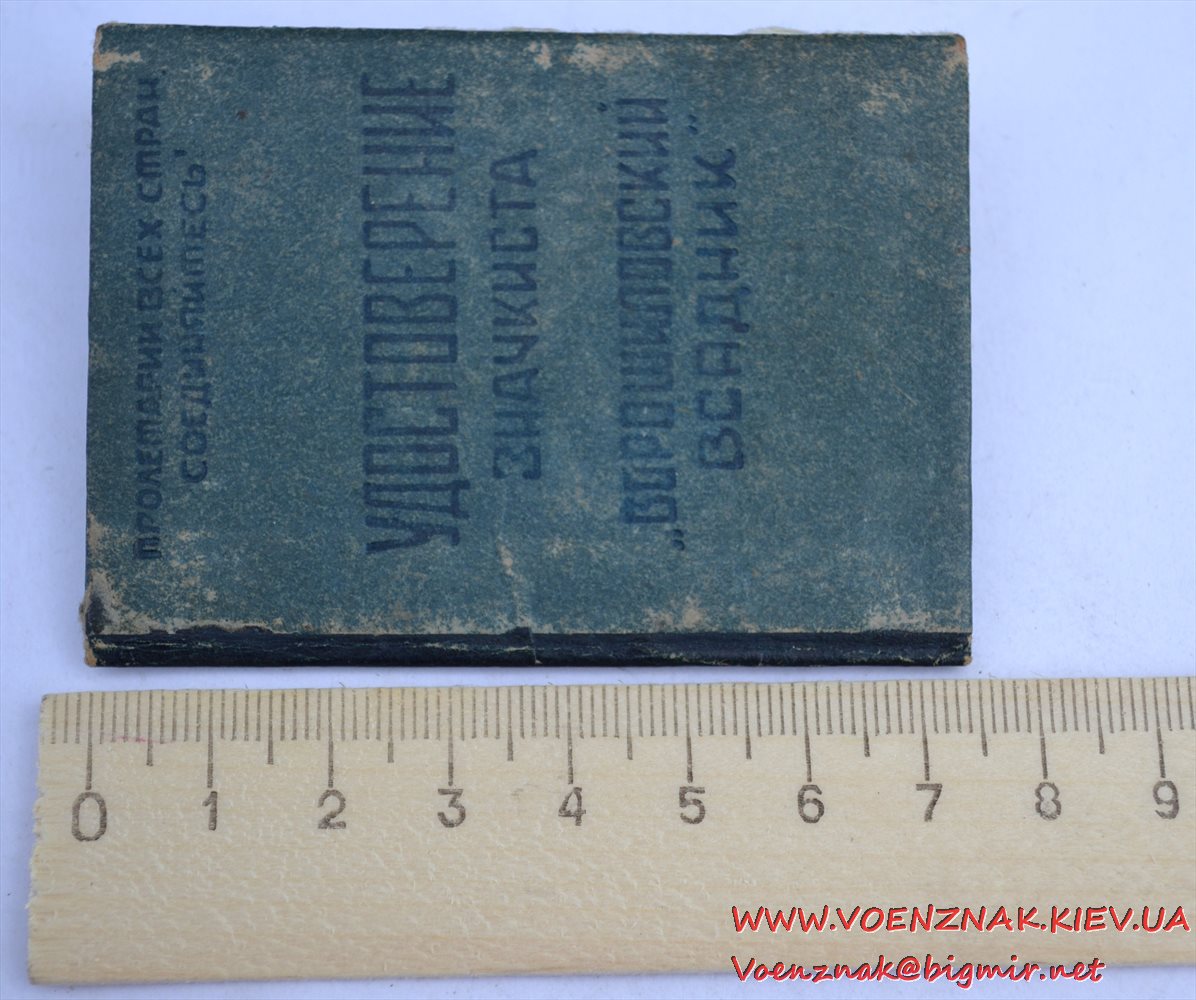 ПРОЛЕТАРИИ ВСЕХ СТРАН,
СОЕДИНЯЙТЕСЬ,
УДОСТОВЕРЕНИЕ
ЗНАЧКИСТА
„ВОРОШИЛОВСКИЙ
ВСАДНИК"
0 1 2 3 4 5 6 7 8 9
WWW.VOENZNAK.KIEV.UA
Voenznak@bigmir.net